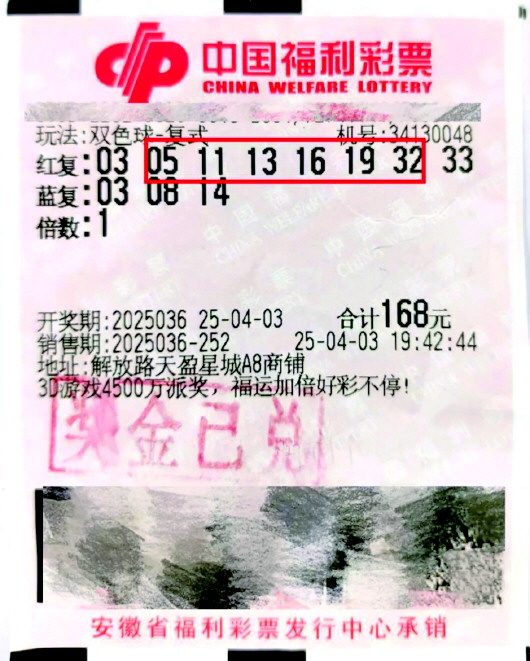 中国福利彩票
CHINA WELFARE LOTTERY
玩法:双色球-复式 机号:34130048
红复:03 05 11 13 16 19 32 33
蓝复:03 08 14
倍数:1
开奖期:2025036 25-04-03 合计168元
销售期:2025036-252 25-04-03 19:42:44
地址:解放路天盈星城A8商铺
3D游戏4500万派奖，福运加倍好彩不停!
奖金已兑
安徽省福利彩票发行中心承销